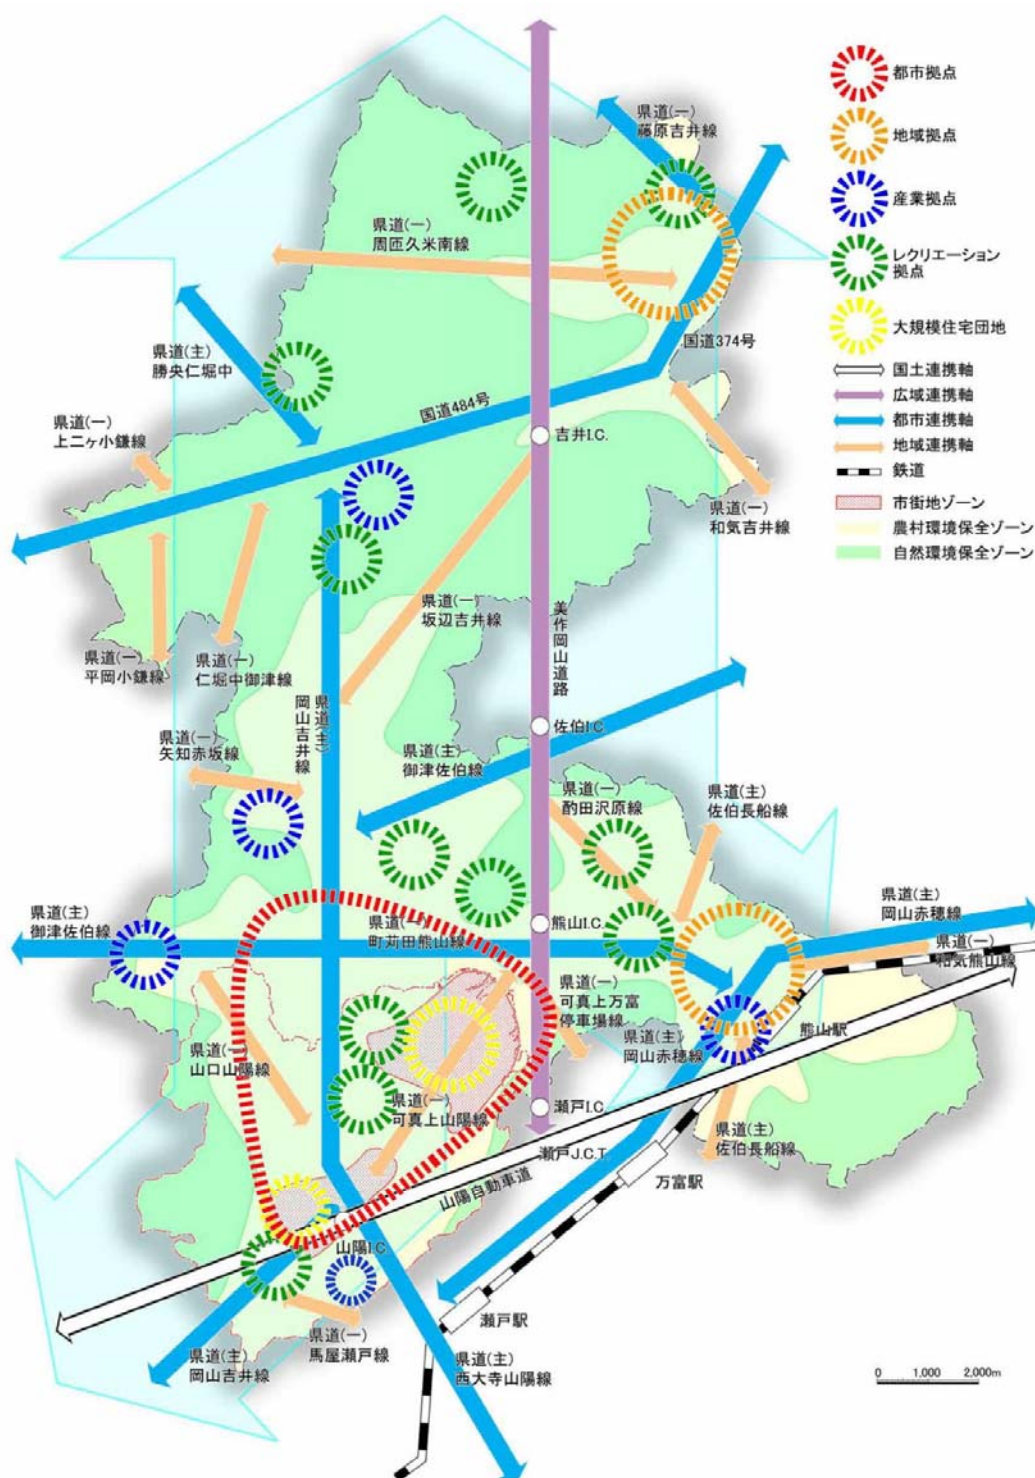 都市拠点
地域拠点
産業拠点
レクリエーション
拠点
大規模住宅団地
国土連携軸
広域連携軸
都市連携軸
地域連携軸
鉄道
市街地ゾーン
農村環境保全ゾーン
自然環境保全ゾーン
県道(一)
藤原吉井線
県道(一)
周匝久米南線
国道374号
県道(主)
勝央仁堀中
国道484号
県道(一)
上二ヶ小鎌線
吉井I.C.
県道(一)
和気吉井線
県道(一)
坂辺吉井線
美作岡山道路
県道(一)
平岡小鎌線
県道(一)
仁堀中御津線
県道(主)
岡山吉井線
佐伯I.C
県道(一)
矢知赤坂線
県道(主)
御津佐伯線
県道(一)
酌田沢原線
県道(主)
佐伯長船線
県道(主)
岡山赤穂線
県道(主)
御津佐伯線
県道(一)
町苅田熊山線
熊山I.C.
県道(一)
和気熊山線
県道(一)
可真上万富
停車場線
県道(主)
岡山赤穂線
熊山駅
県道(一)
山口山陽線
県道(一)
可真上山陽線
瀬戸I.C
瀬戸J.C.T.
県道(主)
佐伯長船線
万富駅
山陽自動車道
山陽I.C
瀬戸駅
県道(一)
馬屋瀬戸線
県道(主)
岡山吉井線
県道(主)
西大寺山陽線
0 1,000 2,000m